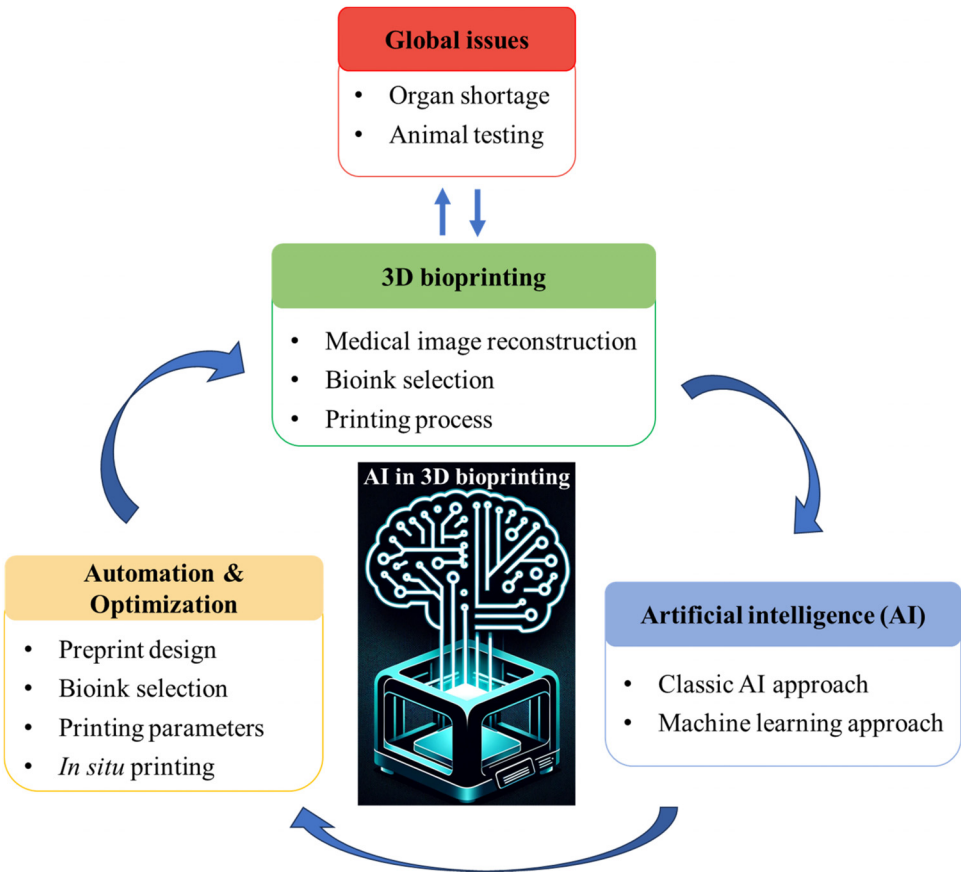 Global issues
• Organ shortage
• Animal testing
3D bioprinting
• Medical image reconstruction
• Bioink selection
• Printing process
AI in 3D bioprinting
Automation &
Optimization
• Preprint design
• Bioink selection
• Printing parameters
• In situ printing
Artificial intelligence (AI)
• Classic AI approach
• Machine learning approach